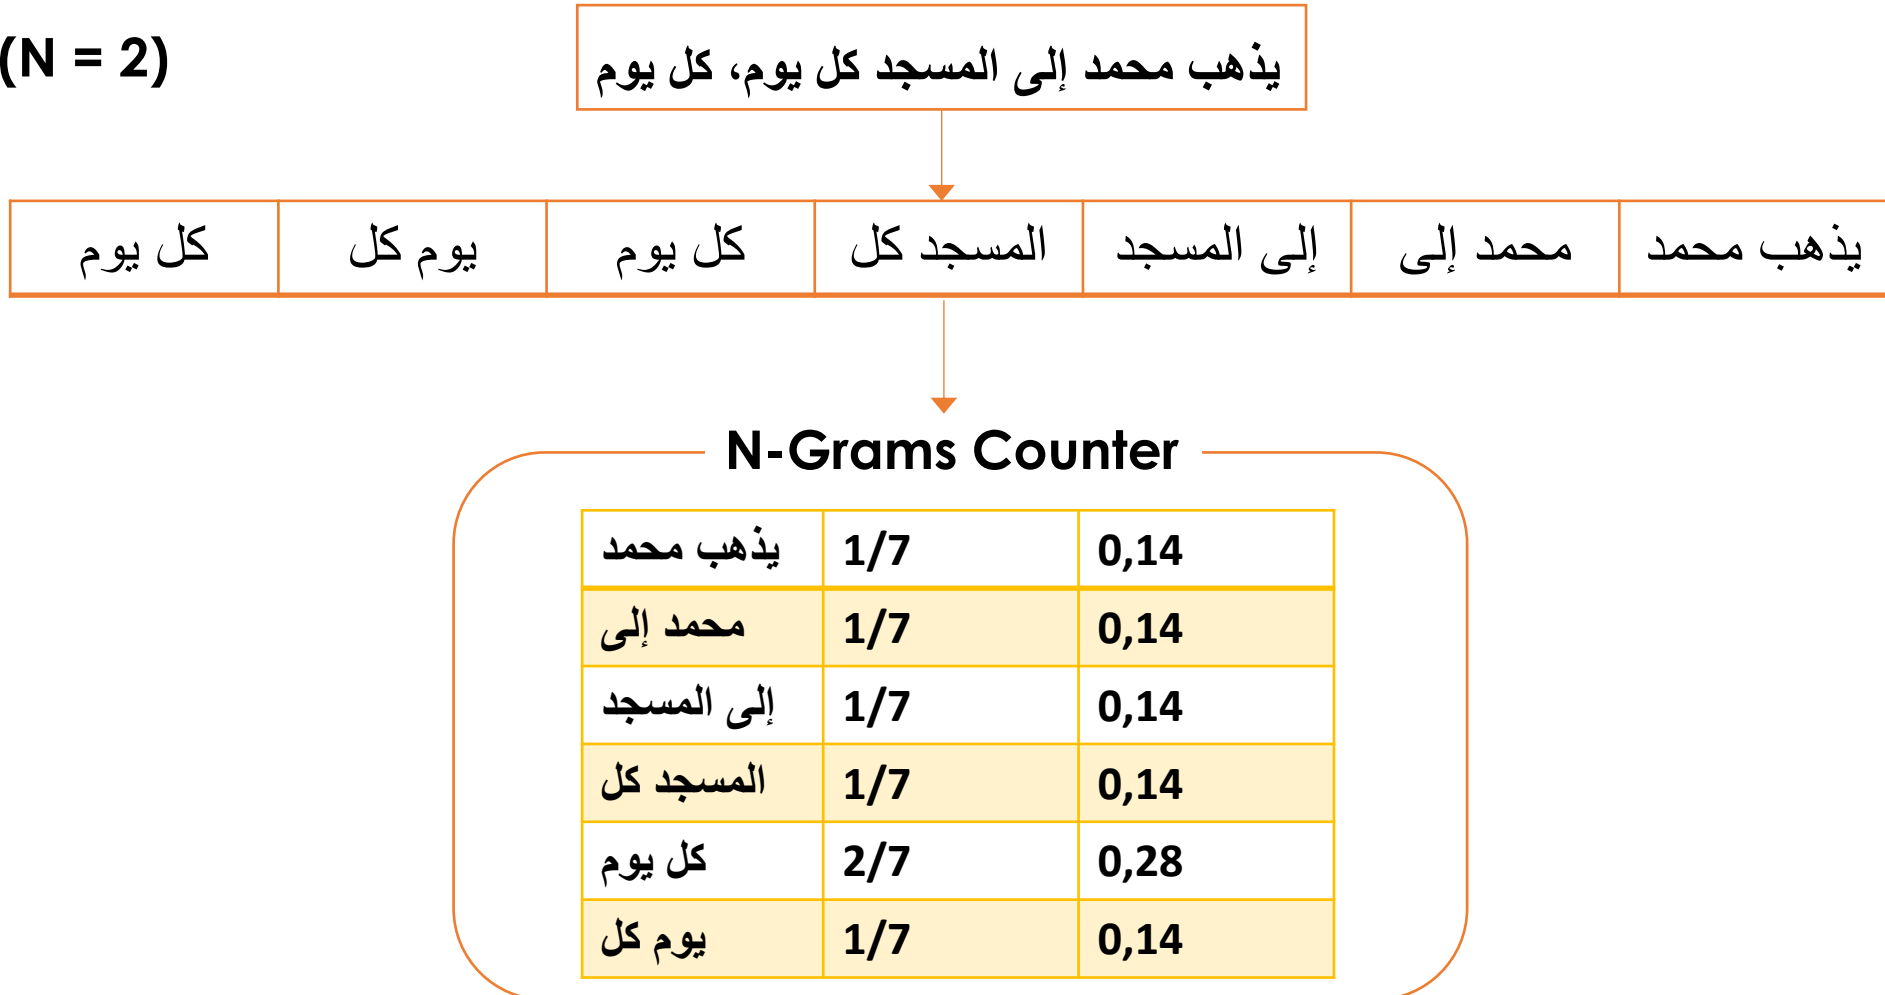 (N = 2)
يذهب محمد إلى المسجد كل يوم، كل يوم
يذهب محمد محمد إلى إلى المسجد المسجد كل كل يوم يوم كل كل يوم
N-Grams Counter
يذهب محمد 1/7 0,14
محمد إلى 1/7 0,14
إلى المسجد 1/7 0,14
المسجد كل 1/7 0,14
كل يوم 2/7 0,28
يوم كل 1/7 0,14